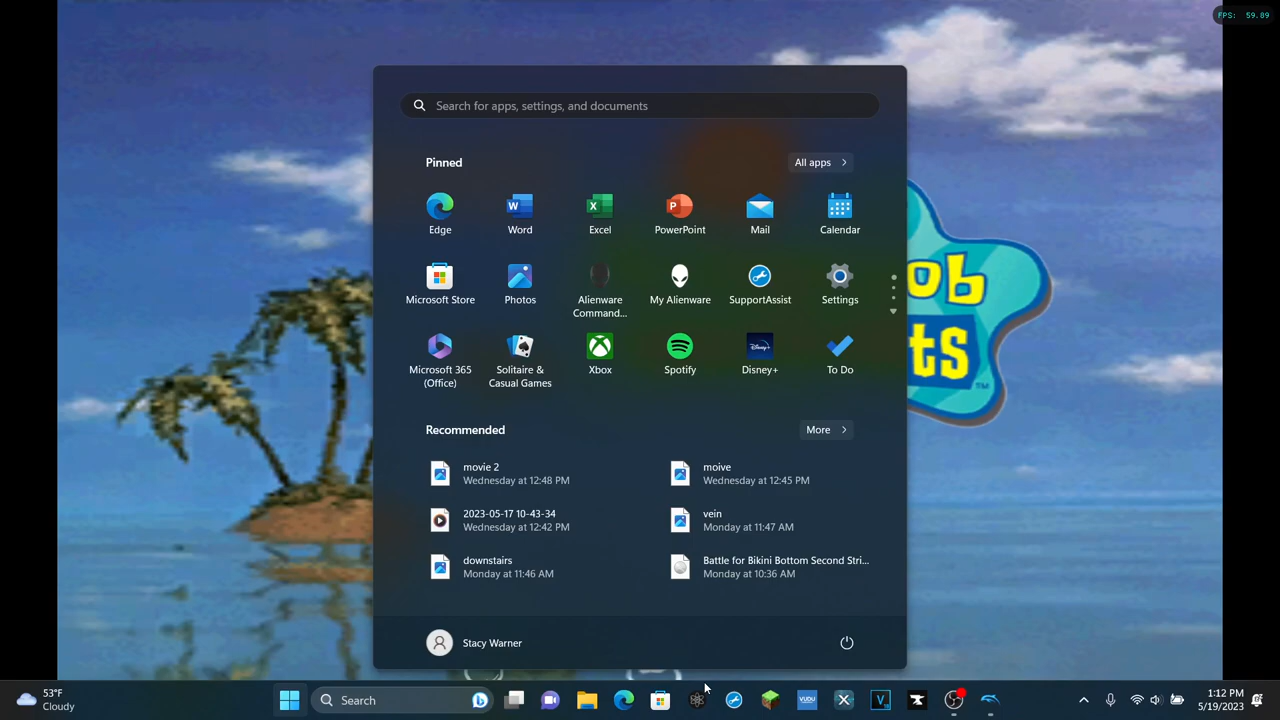 FPS: 59.89
Search for apps, settings, and documents
Pinned
All apps
Edge
Word
Excel
PowerPoint
Mail
Calendar
Microsoft Store
Photos
Alienware
Command...
My Alienware
SupportAssist
Settings
Microsoft 365
(Office)
Solitaire &
Casual Games
Xbox
Spotify
Disney+
To Do
Recommended
More
movie 2
Wednesday at 12:48 PM
moive
Wednesday at 12:45 PM
2023-05-17 10-43-34
Wednesday at 12:42 PM
vein
Monday at 11:47 AM
downstairs
Monday at 11:46 AM
Battle for Bikini Bottom Second Stri...
Monday at 10:36 AM
Stacy Warner
ob
ts
TM
53°F
Cloudy
Search
VUDU
1:12 PM
5/19/2023